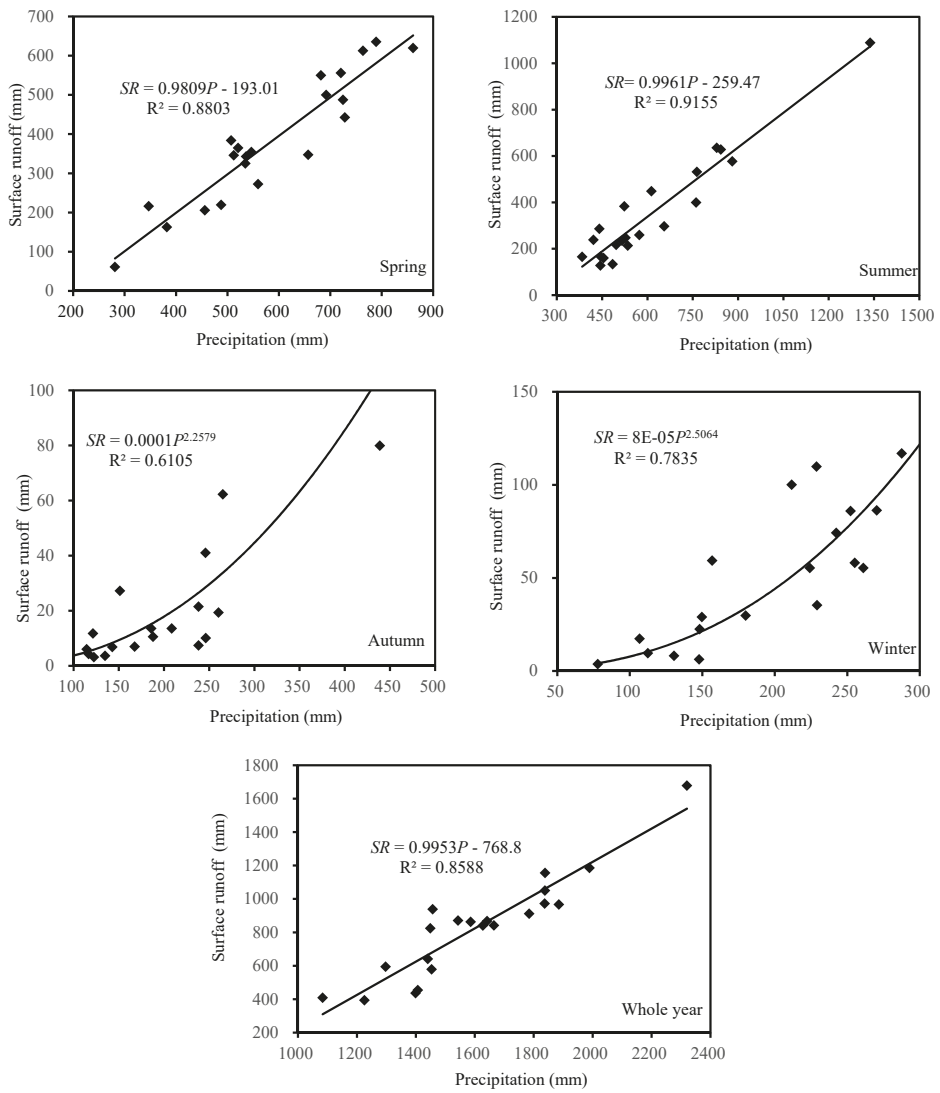 700
600
500
400
300
200
100
0
Surface runoff (mm)
SR = 0.9809P - 193.01
R² = 0.8803
Spring
200 300 400 500 600 700 800 900
Precipitation (mm)
1200
1000
800
600
400
200
0
Surface runoff (mm)
SR= 0.9961P - 259.47
R² = 0.9155
Summer
300 450 600 750 900 1050 1200 1350 1500
Precipitation (mm)
100
80
60
40
20
0
Surface runoff (mm)
SR = 0.0001P^2.2579
R² = 0.6105
Autumn
100 150 200 250 300 350 400 450 500
Precipitation (mm)
150
100
50
0
Surface runoff (mm)
SR = 8E-05P^2.5064
R² = 0.7835
Winter
50 100 150 200 250 300
Precipitation (mm)
1800
1600
1400
1200
1000
800
600
400
200
Surface runoff (mm)
SR = 0.9953P - 768.8
R² = 0.8588
Whole year
1000 1200 1400 1600 1800 2000 2200 2400
Precipitation (mm)